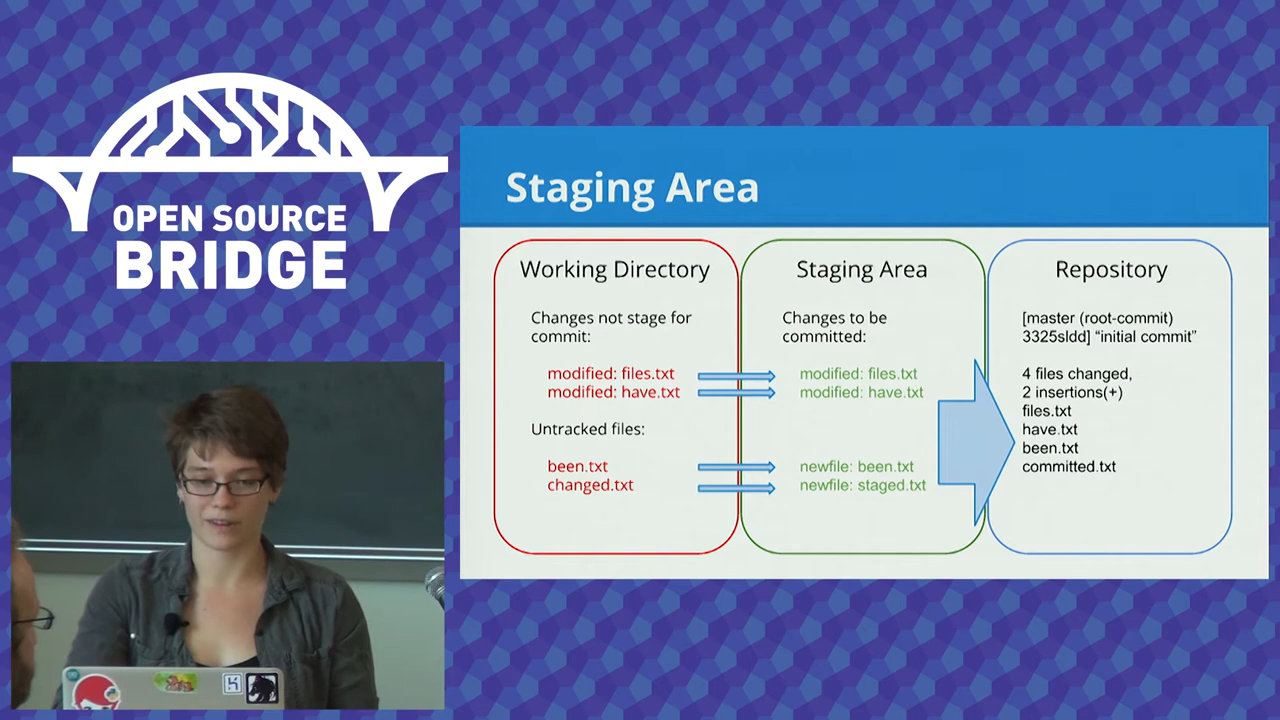 OPEN SOURCE
BRIDGE
Staging Area
Working Directory
Changes not stage for
commit:
modified: files.txt
modified: have.txt
Untracked files:
been.txt
changed.txt
Staging Area
Changes to be
committed:
modified: files.txt
modified: have.txt
newfile: been.txt
newfile: staged.txt
Repository
[master (root-commit)
3325sldd] “initial commit”
4 files changed,
2 insertions(+)
files.txt
have.txt
been.txt
committed.txt